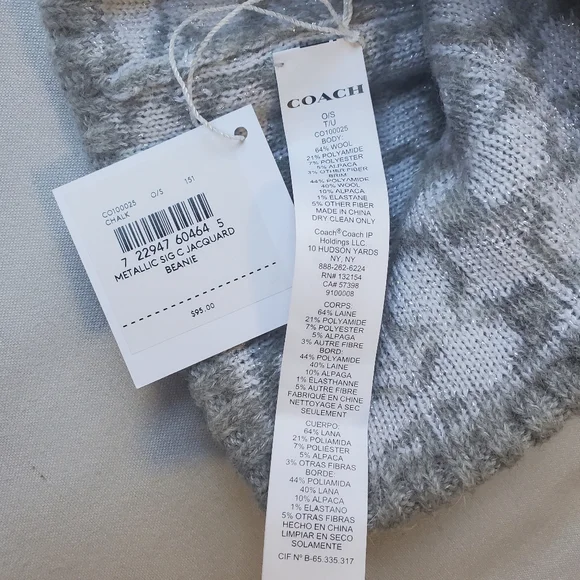 CO100025 O/S 151
CHALK
7 22947 60464 5
METALLIC SIG C JACQUARD
BEANIE
$95.00
COACH
O/S
T/U
CO100025
BODY:
64% WOOL
21% POLYAMIDE
7% POLYESTER
5% ALPACA
3% OTHER FIBER
BRIM:
44% POLYAMIDE
40% WOOL
10% ALPACA
1% ELASTANE
5% OTHER FIBER
MADE IN CHINA
DRY CLEAN ONLY
Coach®Coach IP
Holdings LLC
10 HUDSON YARDS
NY, NY
888-282-6224
RN# 132154
CA# 57398
9100008
CORPS:
64% LAINE
21% POLYAMIDE
7% POLYESTER
5% ALPAGA
3% AUTRE FIBRE
BORD:
44% POLYAMIDE
40% LAINE
10% ALPAGA
1% ÉLASTHANNE
5% AUTRE FIBRE
FABRIQUÉ EN CHINE
NETTOYAGE A SEC
SEULEMENT
CUERPO:
64% LANA
21% POLIAMIDA
7% POLIÉSTER
5% ALPACA
3% OTRAS FIBRAS
BORDE:
44% POLIAMIDA
40% LANA
10% ALPACA
1% ELASTANO
5% OTRAS FIBRAS
HECHO EN CHINA
LIMPIAR EN SECO
SOLAMENTE
CIF Nº B-65.335.317